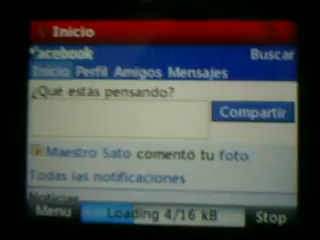 Inicio
facebook Buscar
Inicio Perfil Amigos Mensajes
¿Qué estás pensando?
Compartir
Maestro Sato comentó tu foto.
Todas las notificaciones
Noticias
Menu Loading 4/16 kB Stop